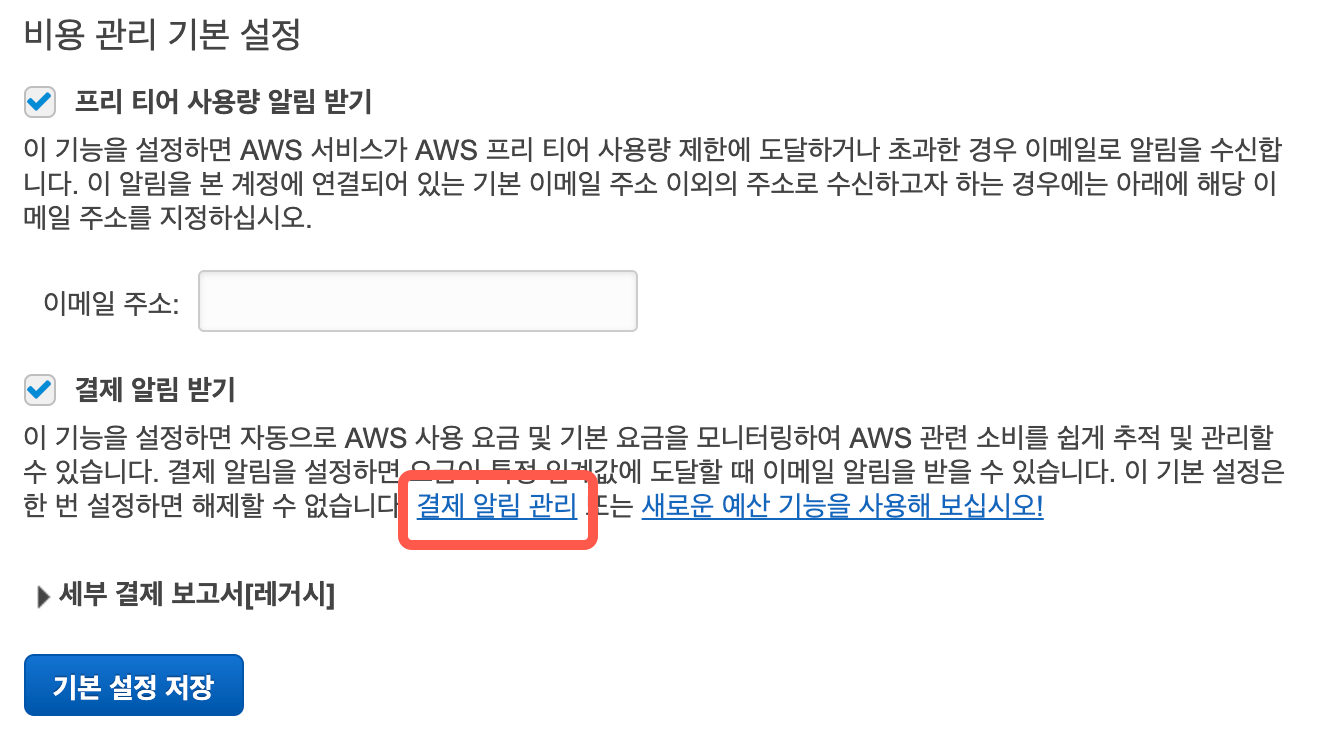 비용 관리 기본 설정
프리 티어 사용량 알림 받기
이 기능을 설정하면 AWS 서비스가 AWS 프리 티어 사용량 제한에 도달하거나 초과한 경우 이메일로 알림을 수신합
니다. 이 알림을 본 계정에 연결되어 있는 기본 이메일 주소 이외의 주소로 수신하고자 하는 경우에는 아래에 해당 이
메일 주소를 지정하십시오.
이메일 주소:
결제 알림 받기
이 기능을 설정하면 자동으로 AWS 사용 요금 및 기본 요금을 모니터링하여 AWS 관련 소비를 쉽게 추적 및 관리할
수 있습니다. 결제 알림을 설정하면 요금이 특정 임계값에 도달할 때 이메일 알림을 받을 수 있습니다. 이 기본 설정은
한 번 설정하면 해제할 수 없습니다 결제 알림 관리 또는 새로운 예산 기능을 사용해 보십시오!
세부 결제 보고서[레거시]
기본 설정 저장